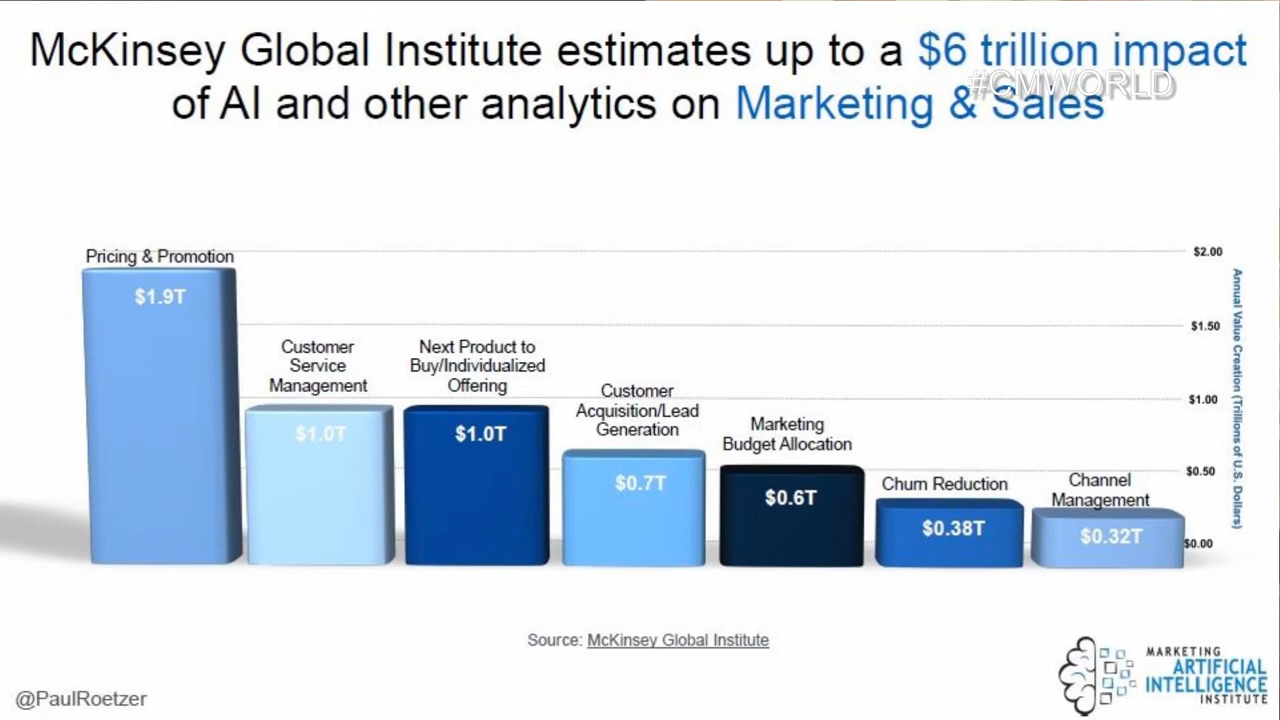 McKinsey Global Institute estimates up to a $6 trillion impact
#CMWORLD
of AI and other analytics on Marketing & Sales
Pricing & Promotion
$1.9T
Customer
Service
Management
$1.0T
Next Product to
Buy/Individualized
Offering
$1.0T
Customer
Acquisition/Lead
Generation
$0.7T
Marketing
Budget Allocation
$0.6T
Churn Reduction
$0.38T
Channel
Management
$0.32T
$2.00
$1.50
$1.00
$0.50
$0.00
Annual Value Creation (Trillions of U.S. Dollars)
Source: McKinsey Global Institute
@PaulRoetzer
MARKETING
ARTIFICIAL
INTELLIGENCE
INSTITUTE